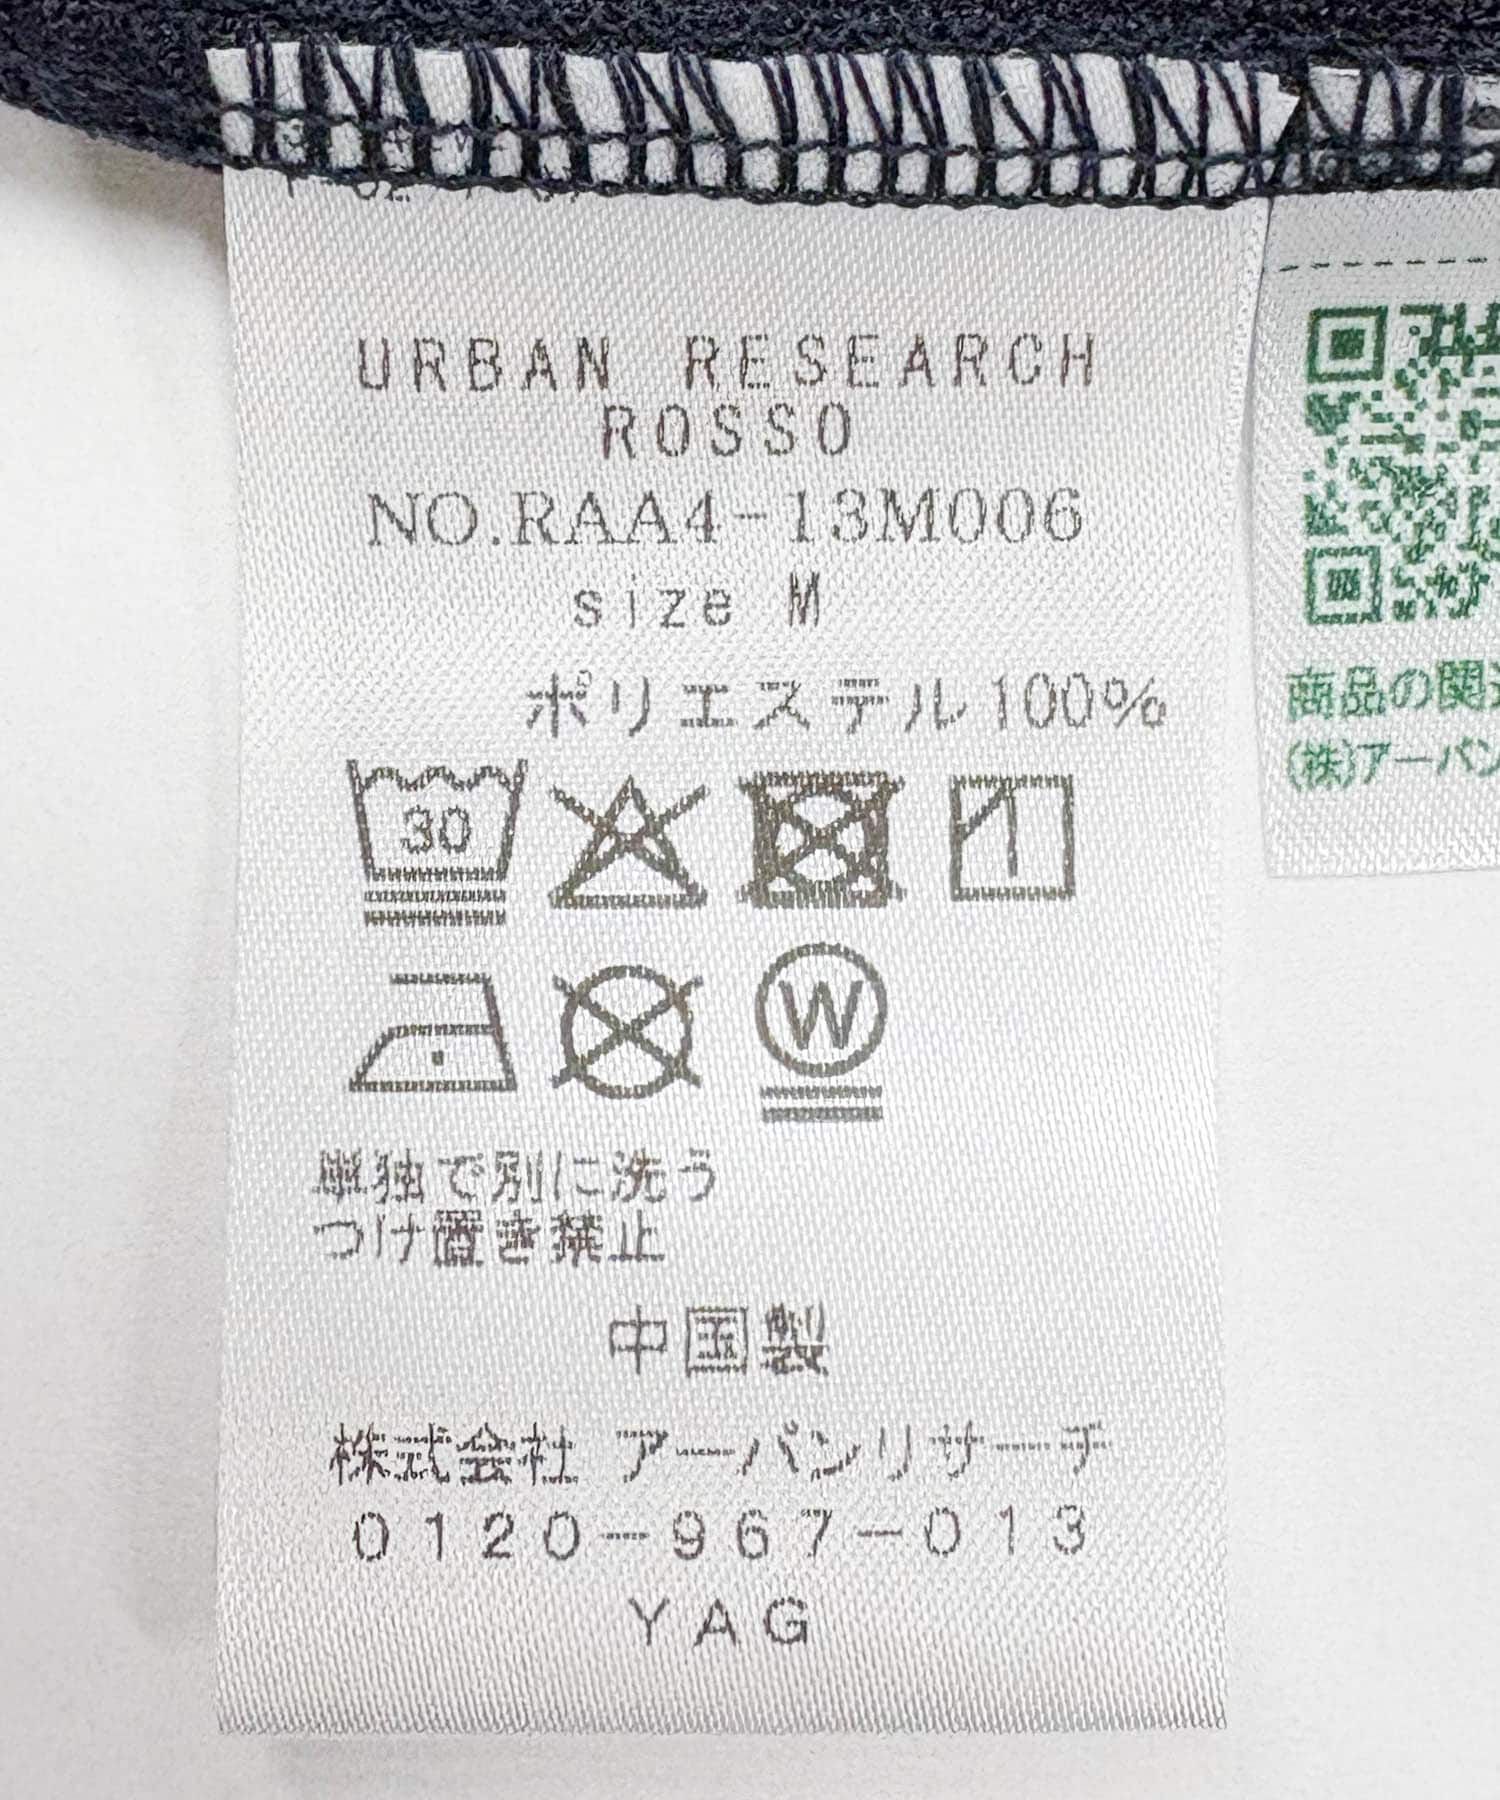 URBAN RESEARCH
ROSSO
NO.RAA4-13M006
size M
ポリエステル100%
30
W
単独で別に洗う
つけ置き禁止
中国製
株式会社 アーバンリサーチ
0120-967-013
YAG
商品の関
(株)アーバン